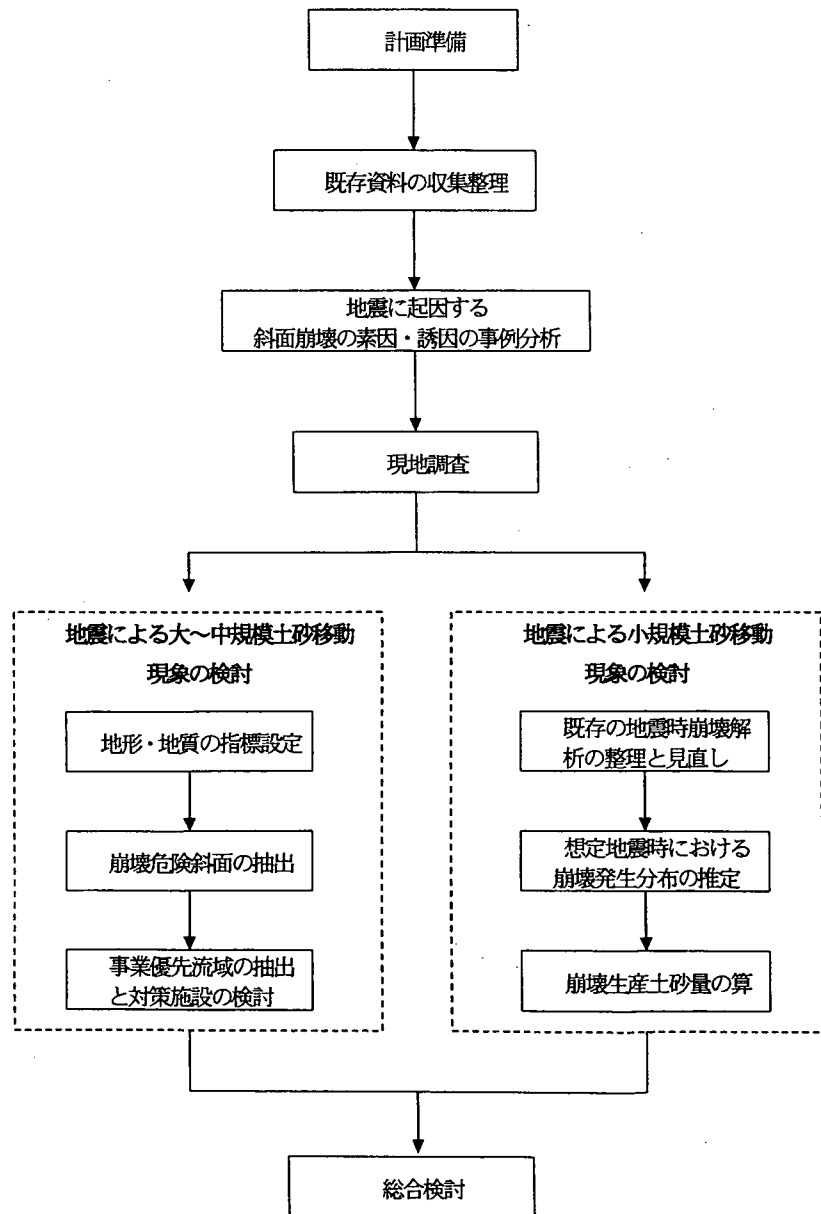 計画準備
既存資料の収集整理
地震に起因する
斜面崩壊の素因・誘因の事例分析
現地調査
地震による大～中規模土砂移動
現象の検討
地形・地質の指標設定
崩壊危険斜面の抽出
事業優先流域の抽出
と対策施設の検討
地震による小規模土砂移動
現象の検討
既存の地震時崩壊解
析の整理と見直し
想定地震時における
崩壊発生分布の推定
崩壊生産土砂量の算
総合検討